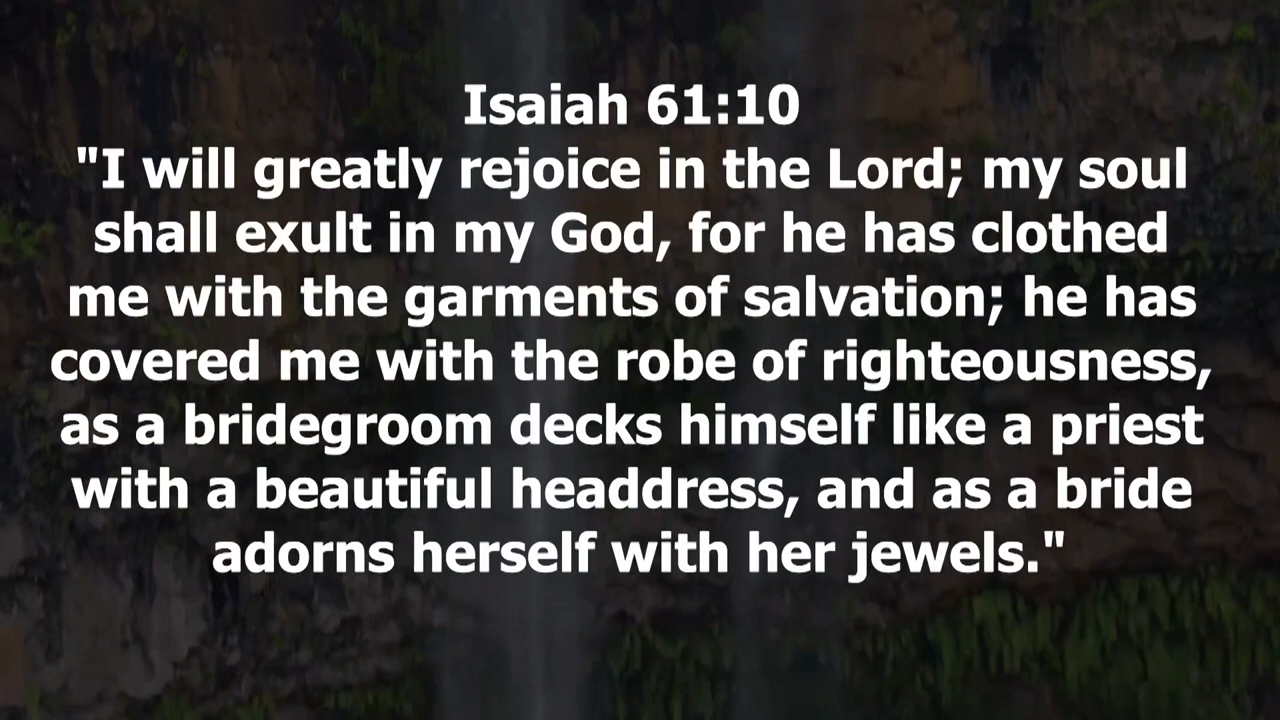 Isaiah 61:10
"I will greatly rejoice in the Lord; my soul
shall exult in my God, for he has clothed
me with the garments of salvation; he has
covered me with the robe of righteousness,
as a bridegroom decks himself like a priest
with a beautiful headdress, and as a bride
adorns herself with her jewels."